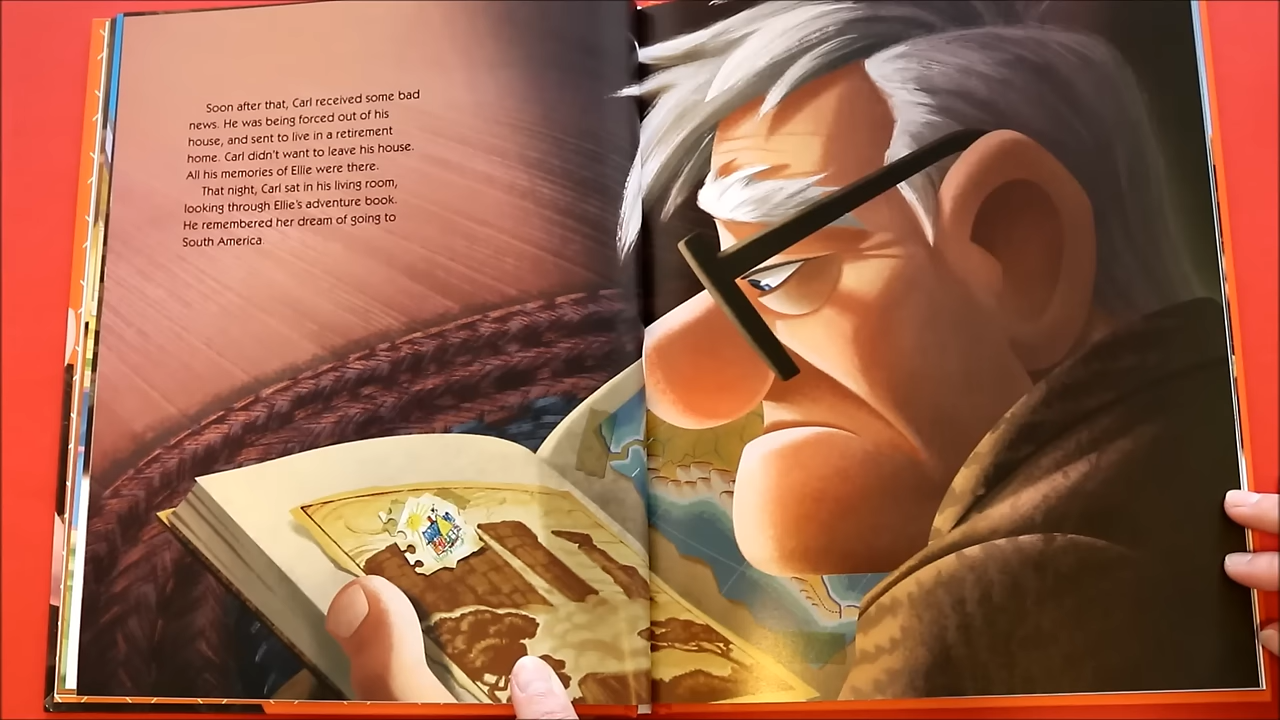 Soon after that, Carl received some bad
news. He was being forced out of his
house, and sent to live in a retirement
home. Carl didn't want to leave his house.
All his memories of Ellie were there.
That night, Carl sat in his living room,
looking through Ellie's adventure book.
He remembered her dream of going to
South America.